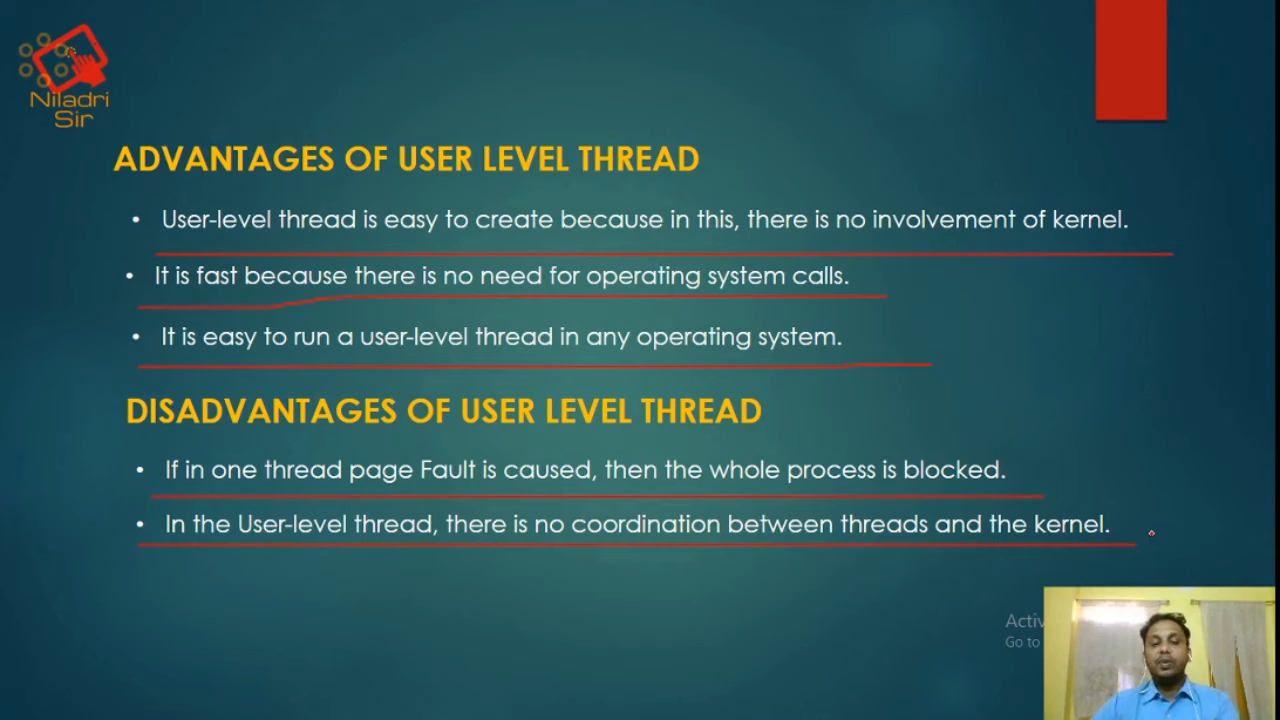 Niladri
Sir
ADVANTAGES OF USER LEVEL THREAD
• User-level thread is easy to create because in this, there is no involvement of kernel.
• It is fast because there is no need for operating system calls.
• It is easy to run a user-level thread in any operating system.
DISADVANTAGES OF USER LEVEL THREAD
• If in one thread page Fault is caused, then the whole process is blocked.
• In the User-level thread, there is no coordination between threads and the kernel.
Activ
Go to